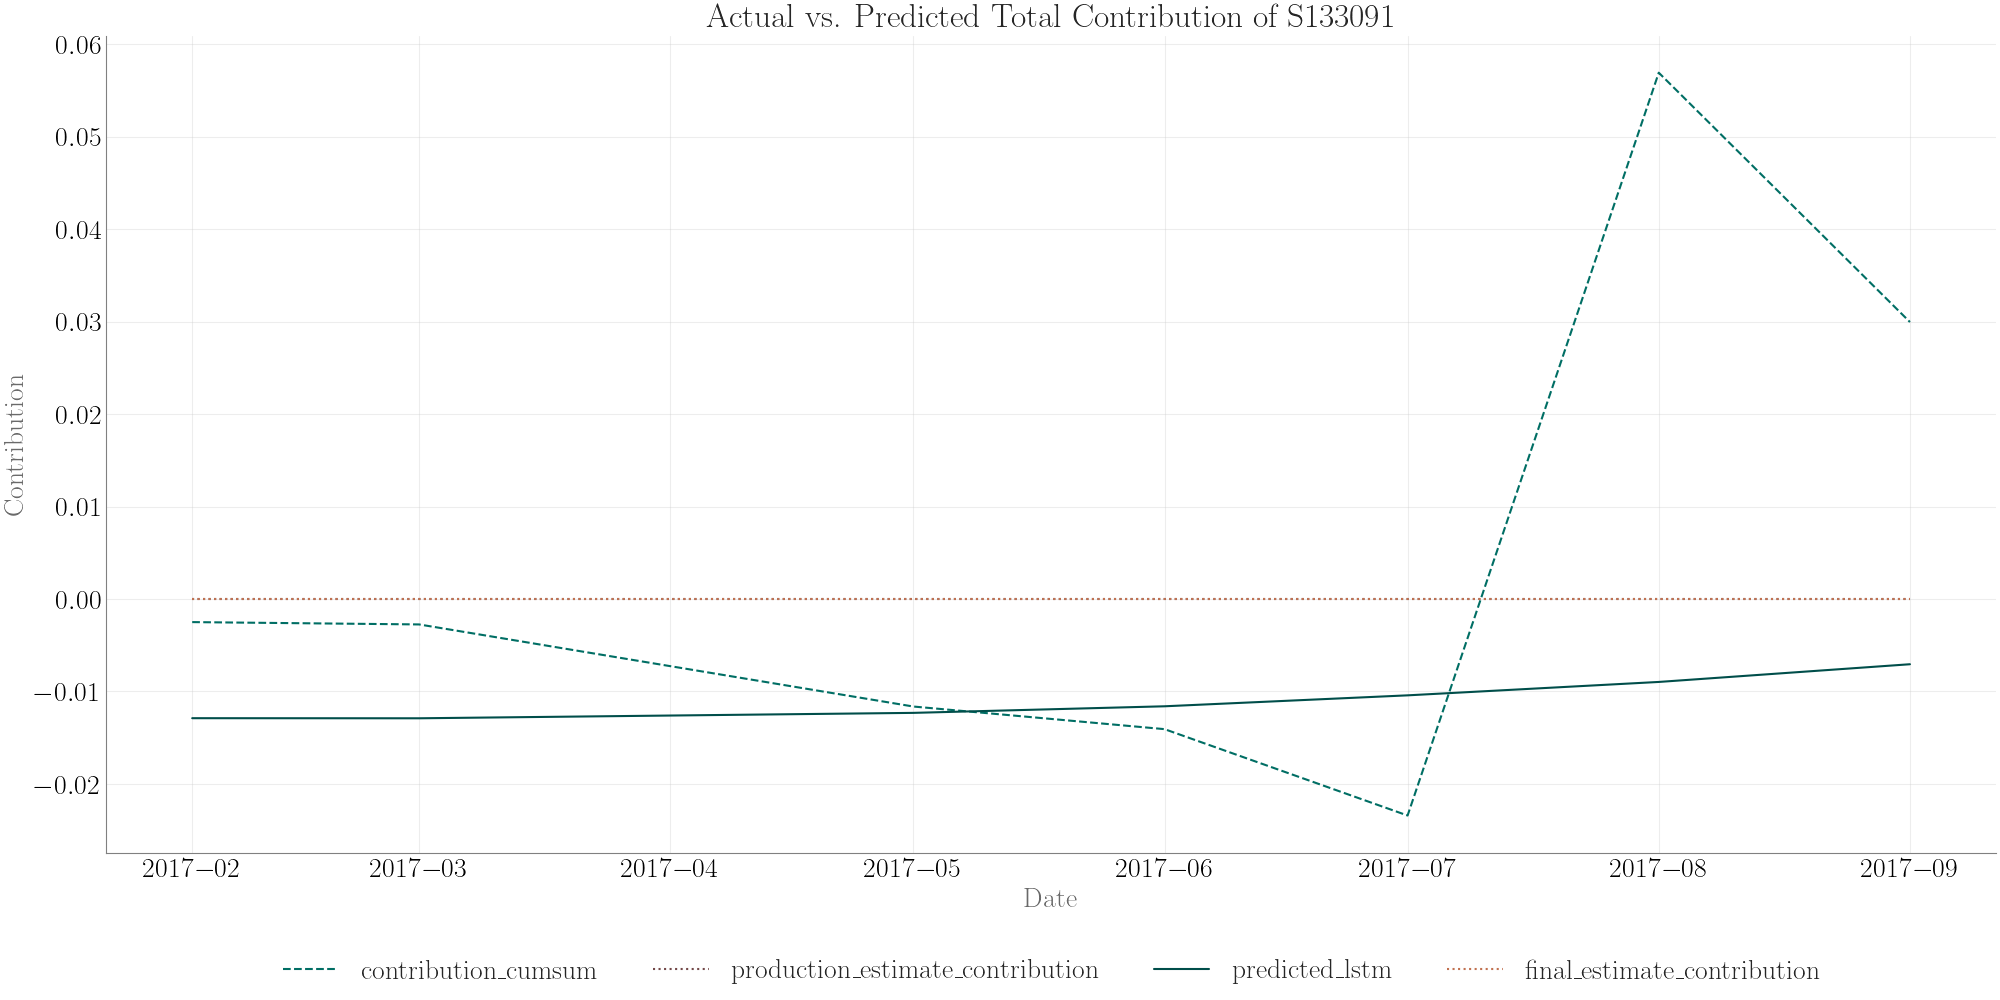 Actual vs. Predicted Total Contribution of S133091
0.06
0.05
0.04
0.03
0.02
0.01
0.00
−0.01
−0.02
Contribution
2017–02 2017–03 2017–04 2017–05 2017–06 2017–07 2017–08 2017–09
Date
contribution_cumsum production_estimate_contribution predicted_lstm final_estimate_contribution